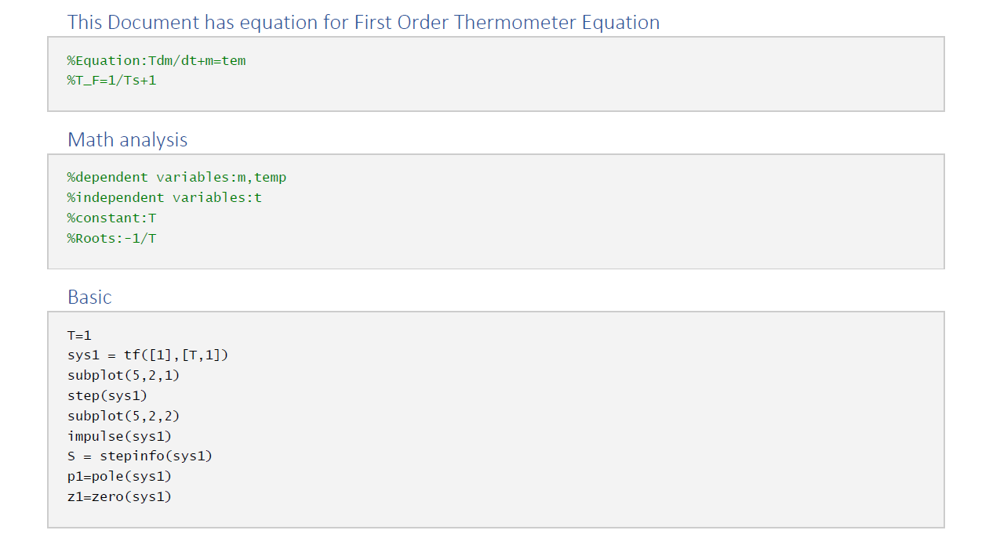 This Document has equation for First Order Thermometer Equation
%Equation:Tdm/dt+m=tem
%T_F=1/Ts+1
Math analysis
%dependent variables:m,temp
%independent variables:t
%constant:T
%Roots:-1/T
Basic
T=1
sys1 = tf([1],[T,1])
subplot(5,2,1)
step(sys1)
subplot(5,2,2)
impulse(sys1)
S = stepinfo(sys1)
p1=pole(sys1)
z1=zero(sys1)